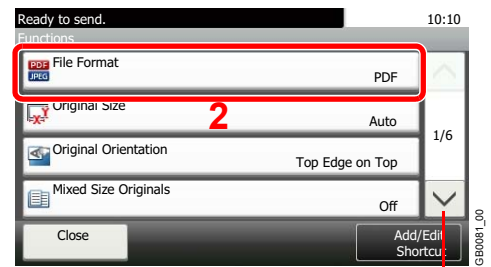 Ready to send.
10:10
Functions
PDF
JPEG
File Format
PDF
Original Size
Auto
2
1/6
Original Orientation
Top Edge on Top
Mixed Size Originals
Off
Close
Add/Edit
Shortcut
GB0081_00